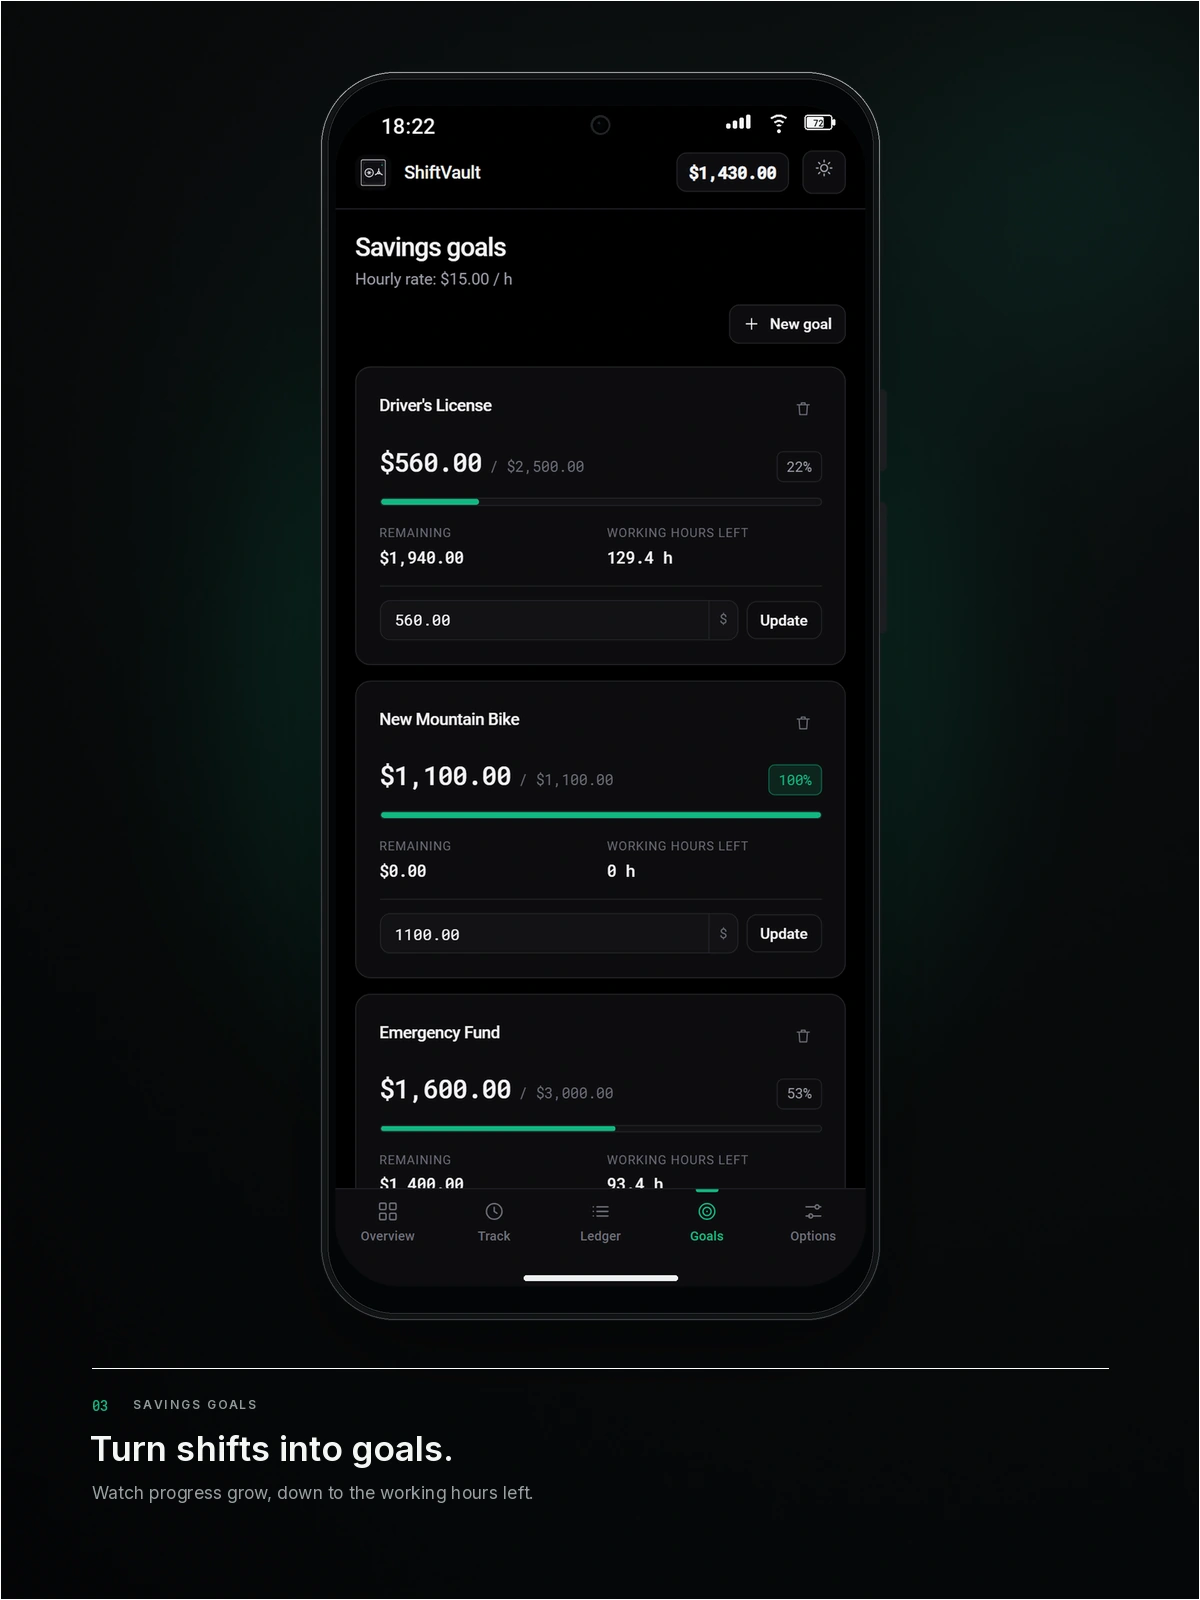 18:22
72
ShiftVault
$1,430.00
Savings goals
Hourly rate: $15.00 / h
+ New goal
Driver's License
$560.00 / $2,500.00
22%
REMAINING
WORKING HOURS LEFT
$1,940.00
129.4 h
560.00
$
Update
New Mountain Bike
$1,100.00 / $1,100.00
100%
REMAINING
WORKING HOURS LEFT
$0.00
0 h
1100.00
$
Update
Emergency Fund
$1,600.00 / $3,000.00
53%
REMAINING
WORKING HOURS LEFT
$1,400.00
93.4 h
Overview
Track
Ledger
Goals
Options
03 SAVINGS GOALS
Turn shifts into goals.
Watch progress grow, down to the working hours left.